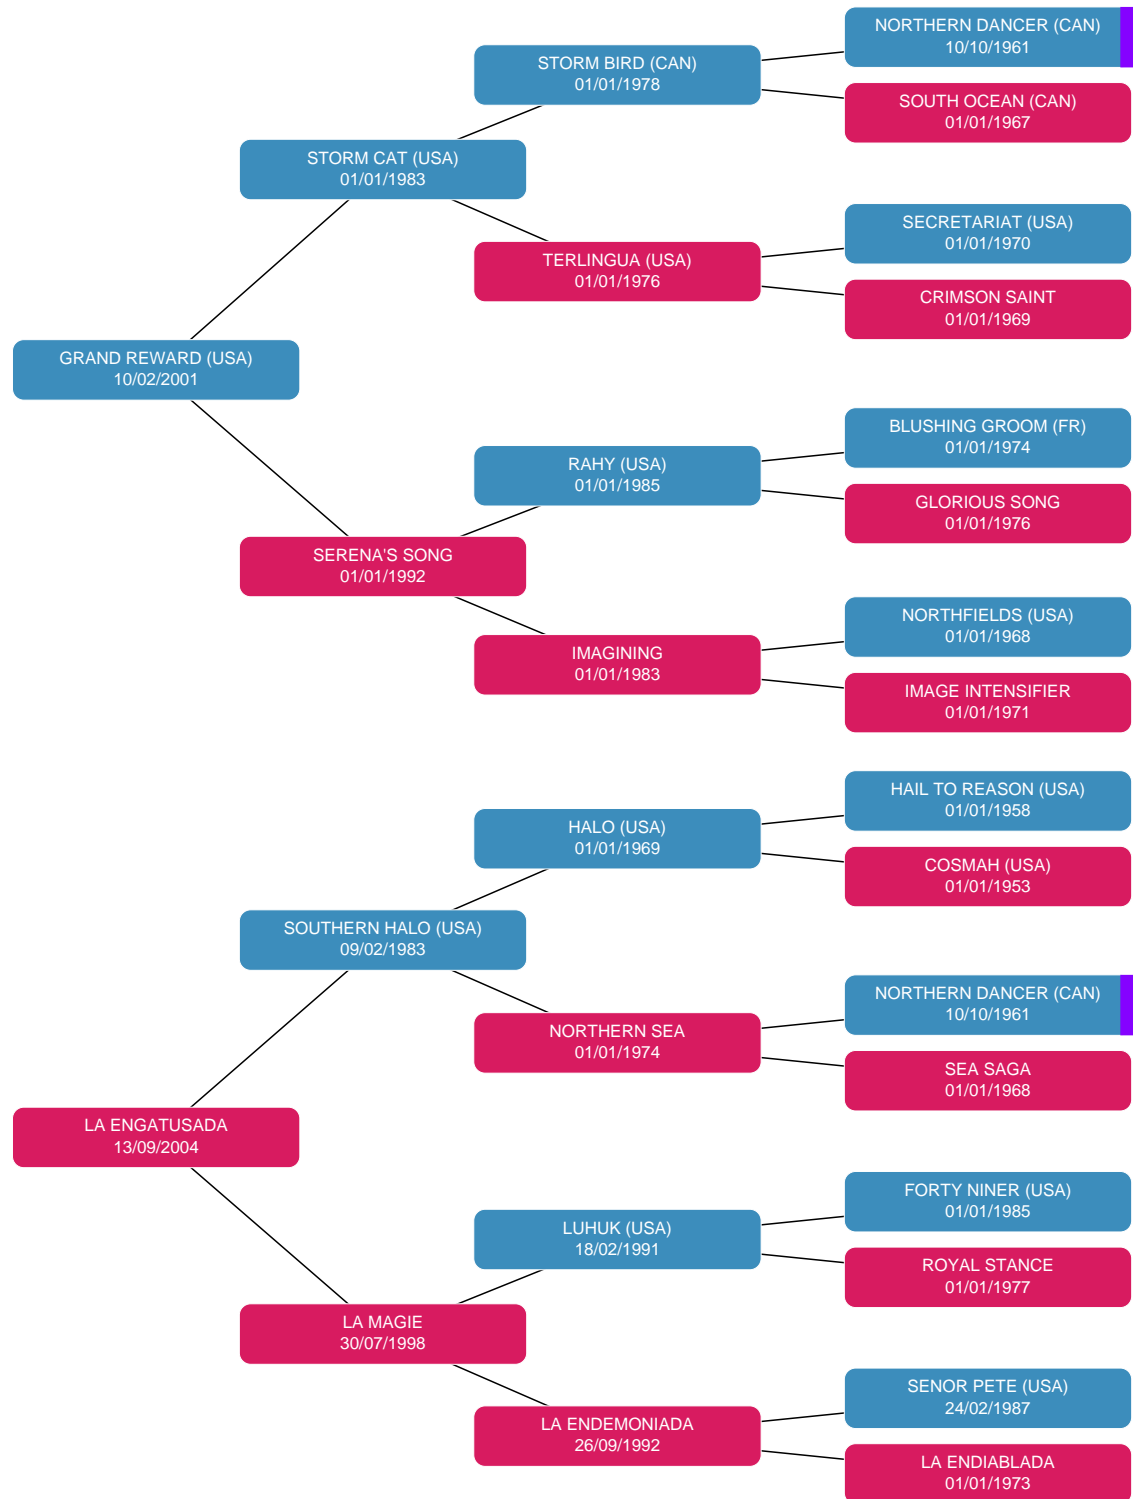 NORTHERN DANCER (CAN)
10/10/1961
STORM BIRD (CAN)
01/01/1978
SOUTH OCEAN (CAN)
01/01/1967
STORM CAT (USA)
01/01/1983
SECRETARIAT (USA)
01/01/1970
TERLINGUA (USA)
01/01/1976
CRIMSON SAINT
01/01/1969
GRAND REWARD (USA)
10/02/2001
BLUSHING GROOM (FR)
01/01/1974
RAHY (USA)
01/01/1985
GLORIOUS SONG
01/01/1976
SERENA'S SONG
01/01/1992
NORTHFIELDS (USA)
01/01/1968
IMAGINING
01/01/1983
IMAGE INTENSIFIER
01/01/1971
HAIL TO REASON (USA)
01/01/1958
HALO (USA)
01/01/1969
COSMAH (USA)
01/01/1953
SOUTHERN HALO (USA)
09/02/1983
NORTHERN DANCER (CAN)
10/10/1961
NORTHERN SEA
01/01/1974
SEA SAGA
01/01/1968
LA ENGATUSADA
13/09/2004
FORTY NINER (USA)
01/01/1985
LUHUK (USA)
18/02/1991
ROYAL STANCE
01/01/1977
LA MAGIE
30/07/1998
SENOR PETE (USA)
24/02/1987
LA ENDEMONIADA
26/09/1992
LA ENDIABLADA
01/01/1973